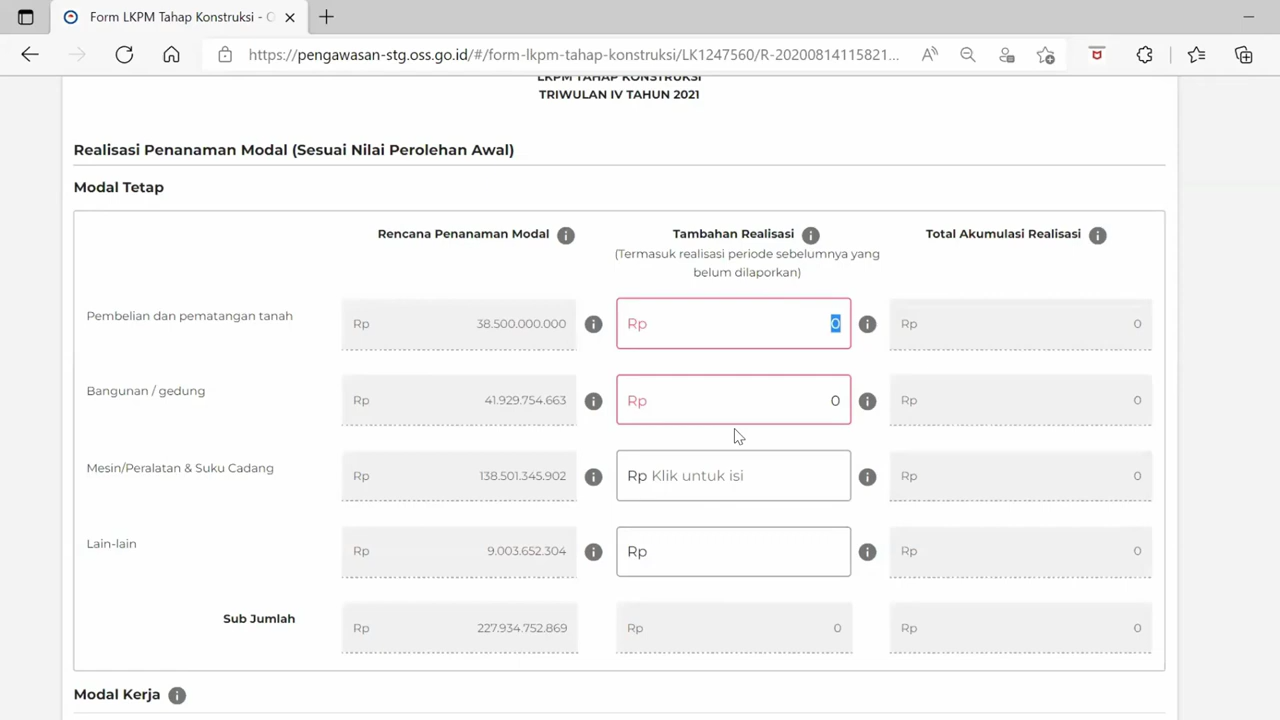 Form LKPM Tahap Konstruksi - O
https://pengawasan-stg.oss.go.id/#/form-lkpm-tahap-konstruksi/LK1247560/R-20200814115821...
LKPM TAHAP KONSTRUKSI
TRIWULAN IV TAHUN 2021
Realisasi Penanaman Modal (Sesuai Nilai Perolehan Awal)
Modal Tetap
Rencana Penanaman Modal
Tambahan Realisasi
Total Akumulasi Realisasi
(Termasuk realisasi periode sebelumnya yang
belum dilaporkan)
Pembelian dan pematangan tanah
Rp 38.500.000.000
Rp 0
Rp 0
Bangunan / gedung
Rp 41.929.754.663
Rp 0
Rp 0
Mesin/Peralatan & Suku Cadang
Rp 138.501.345.902
Rp Klik untuk isi
Rp 0
Lain-lain
Rp 9.003.652.304
Rp
Rp 0
Sub Jumlah
Rp 227.934.752.869
Rp 0
Rp 0
Modal Kerja